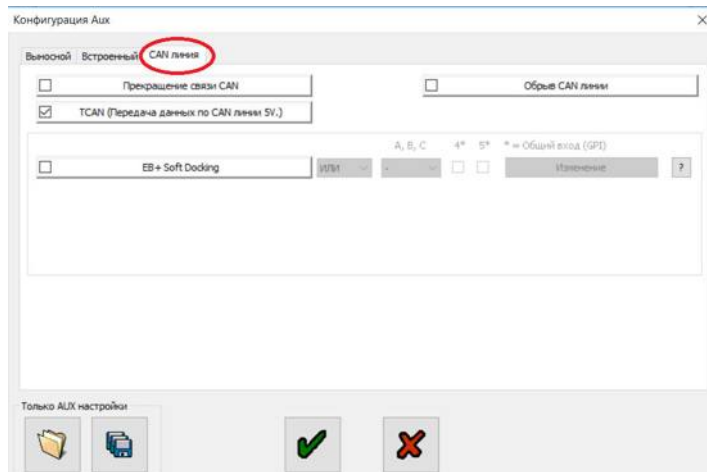 Конфигурация Aux
Выносной Встроенный CAN линия
Прекращение связи CAN Обрыв CAN линии
TCAN (Передача данных по CAN линии 5V.)
A, B, C 4* 5* * = Общий вход (GPI)
EB+ Soft Docking ИЛИ - Изменение ?
Только AUX настройки